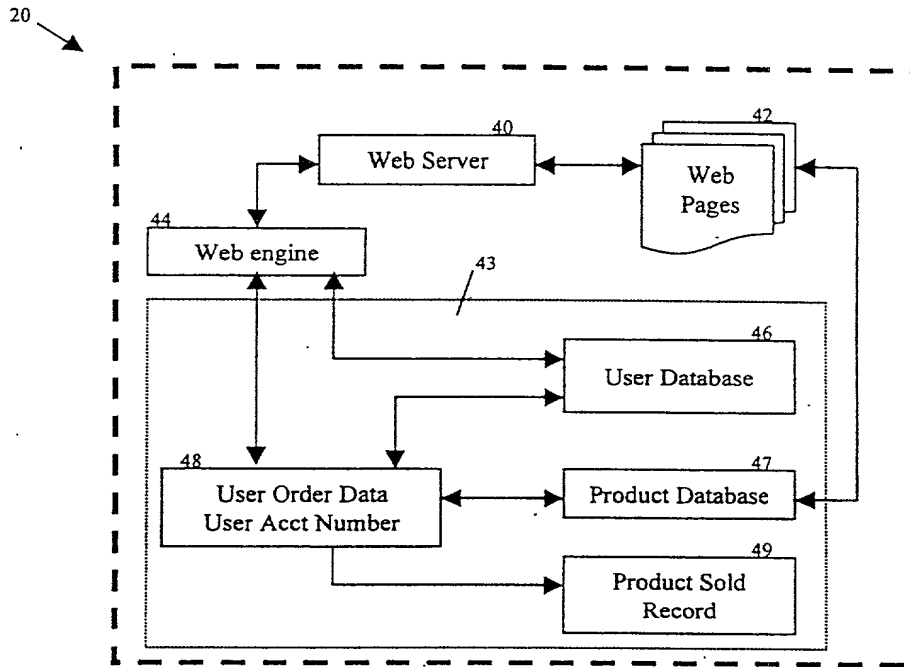 20
40
Web Server
42
Web
Pages
44
Web engine
43
46
User Database
48
User Order Data
User Acct Number
47
Product Database
49
Product Sold
Record